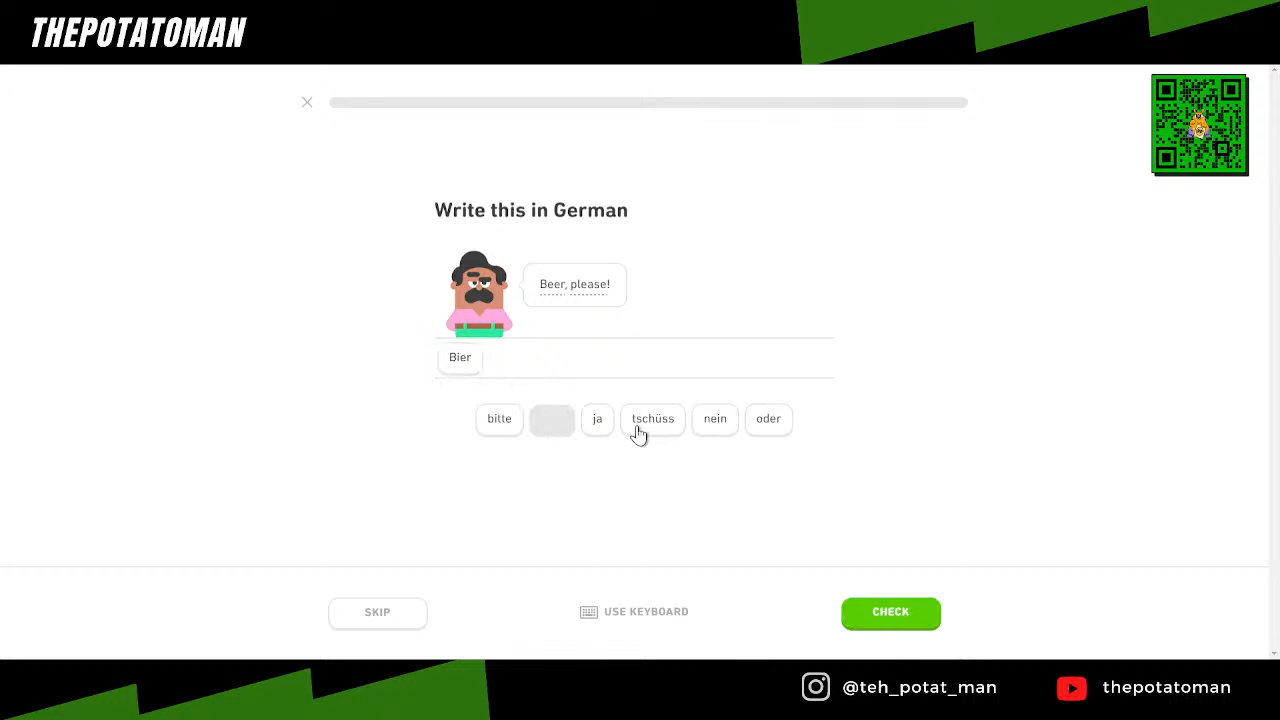 THEPOTATOMAN
Write this in German
Beer, please!
Bier
bitte ja tschüss nein oder
SKIP USE KEYBOARD CHECK
@teh_potat_man thepotatoman